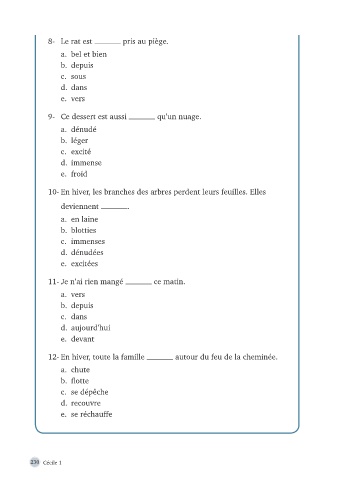 8- Le rat est ______ pris au piège.
a. bel et bien
b. depuis
c. sous
d. dans
e. vers
9- Ce dessert est aussi ______ qu'un nuage.
a. dénudé
b. léger
c. excité
d. immense
e. froid
10- En hiver, les branches des arbres perdent leurs feuilles. Elles
deviennent ______.
a. en laine
b. blotties
c. immenses
d. dénudées
e. excitées
11- Je n'ai rien mangé ______ ce matin.
a. vers
b. depuis
c. dans
d. aujourd'hui
e. devant
12- En hiver, toute la famille ______ autour du feu de la cheminée.
a. chute
b. flotte
c. se dépêche
d. recouvre
e. se réchauffe
Cécile 1